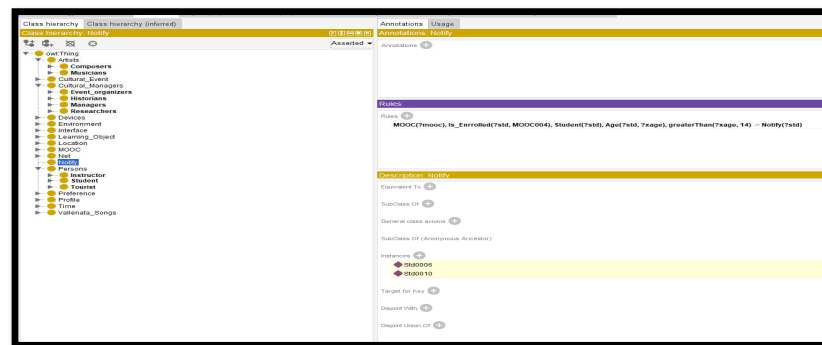 Class hierarchy Class hierarchy (inferred)
Class hierarchy: Notify
Asserted
owl:Thing
Artists
Composers
Musicians
Cultural_Event
Cultural_Managers
Event_organizers
Historians
Managers
Researchers
Devices
Environment
Interface
Learning_Object
Location
MOOC
Net
Notify
Persons
Instructor
Student
Tourist
Preference
Profile
Time
Vallenata_Songs
Annotations Usage
Annotations: Notify
Annotations
Rules:
Rules
MOOC(?mooc), Is_Enrrolled(?std, MOOC004), Student(?std), Age(?std, ?xage), greaterThan(?xage, 14) -> Notify(?std)
Description: Notify
Equivalent To
SubClass Of
General class axioms
SubClass Of (Anonymous Ancestor)
Instances
Std0006
Std0010
Target for Key
Disjoint With
Disjoint Union Of